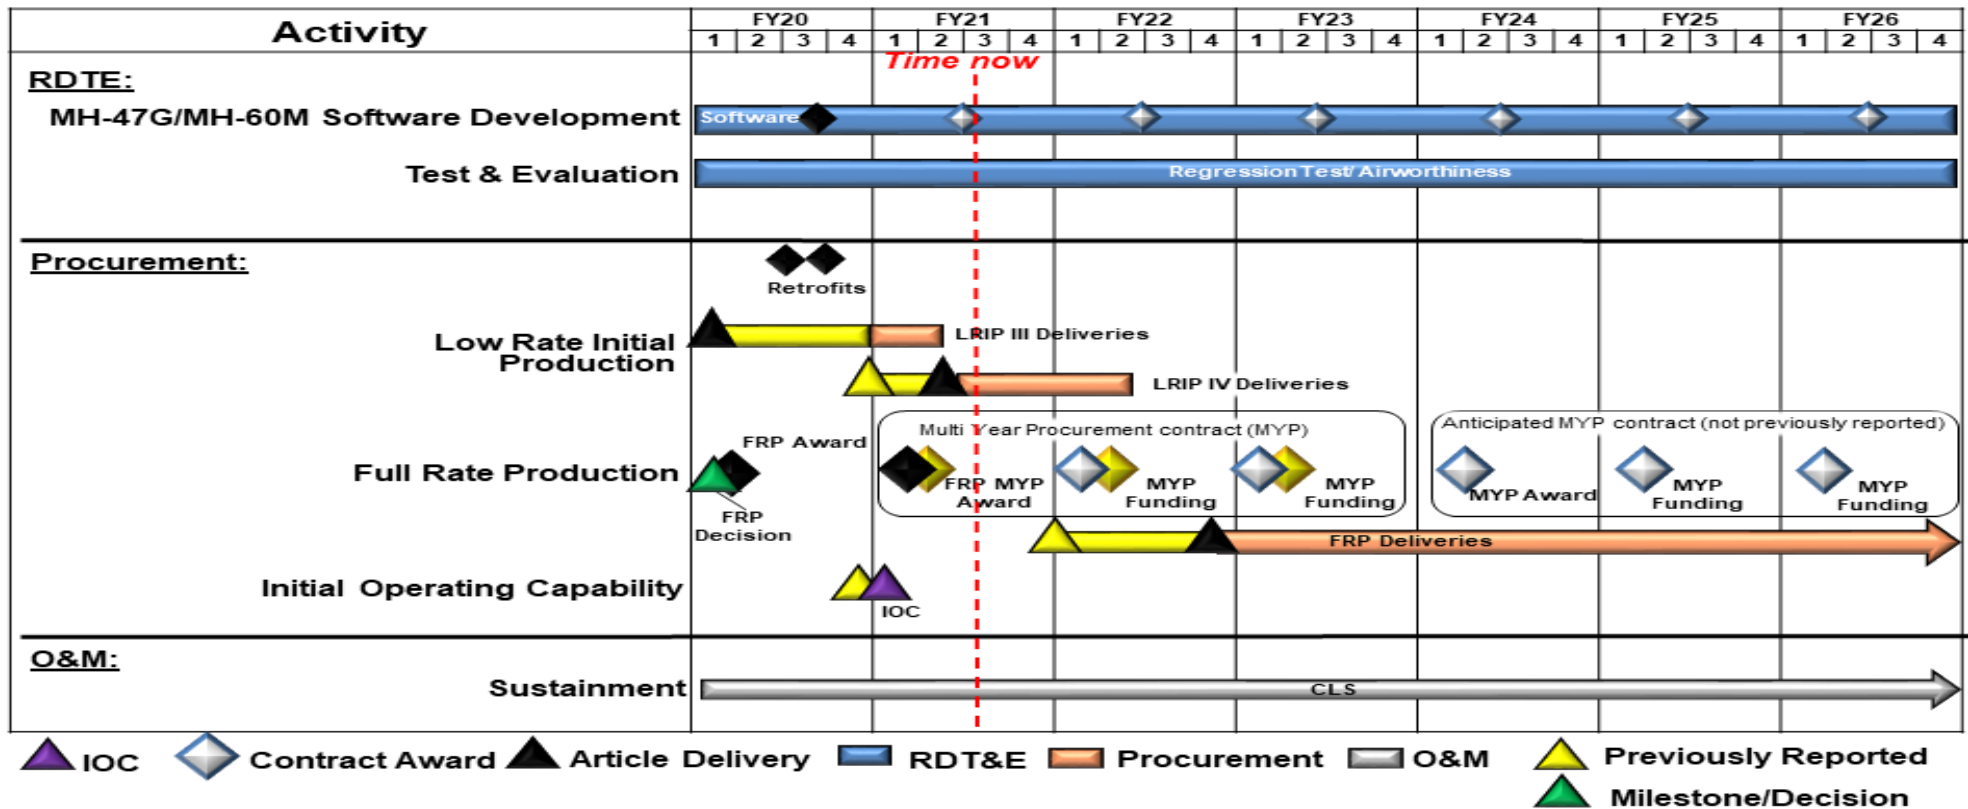 Activity
FY20 FY21 FY22 FY23 FY24 FY25 FY26
1 2 3 4 1 2 3 4 1 2 3 4 1 2 3 4 1 2 3 4 1 2 3 4 1 2 3 4
Time now
RDTE:
MH-47G/MH-60M Software Development
Software
Test & Evaluation
Regression Test/ Airworthiness
Procurement:
Retrofits
Low Rate Initial
Production
LRIP III Deliveries
LRIP IV Deliveries
Full Rate Production
FRP Award
FRP
Decision
Multi Year Procurement contract (MYP)
FRP MYP
Award
MYP
Funding
MYP
Funding
Anticipated MYP contract (not previously reported)
MYP Award
MYP
Funding
MYP
Funding
FRP Deliveries
Initial Operating Capability
IOC
O&M:
Sustainment
CLS
IOC
Contract Award
Article Delivery
RDT&E
Procurement
O&M
Previously Reported
Milestone/Decision